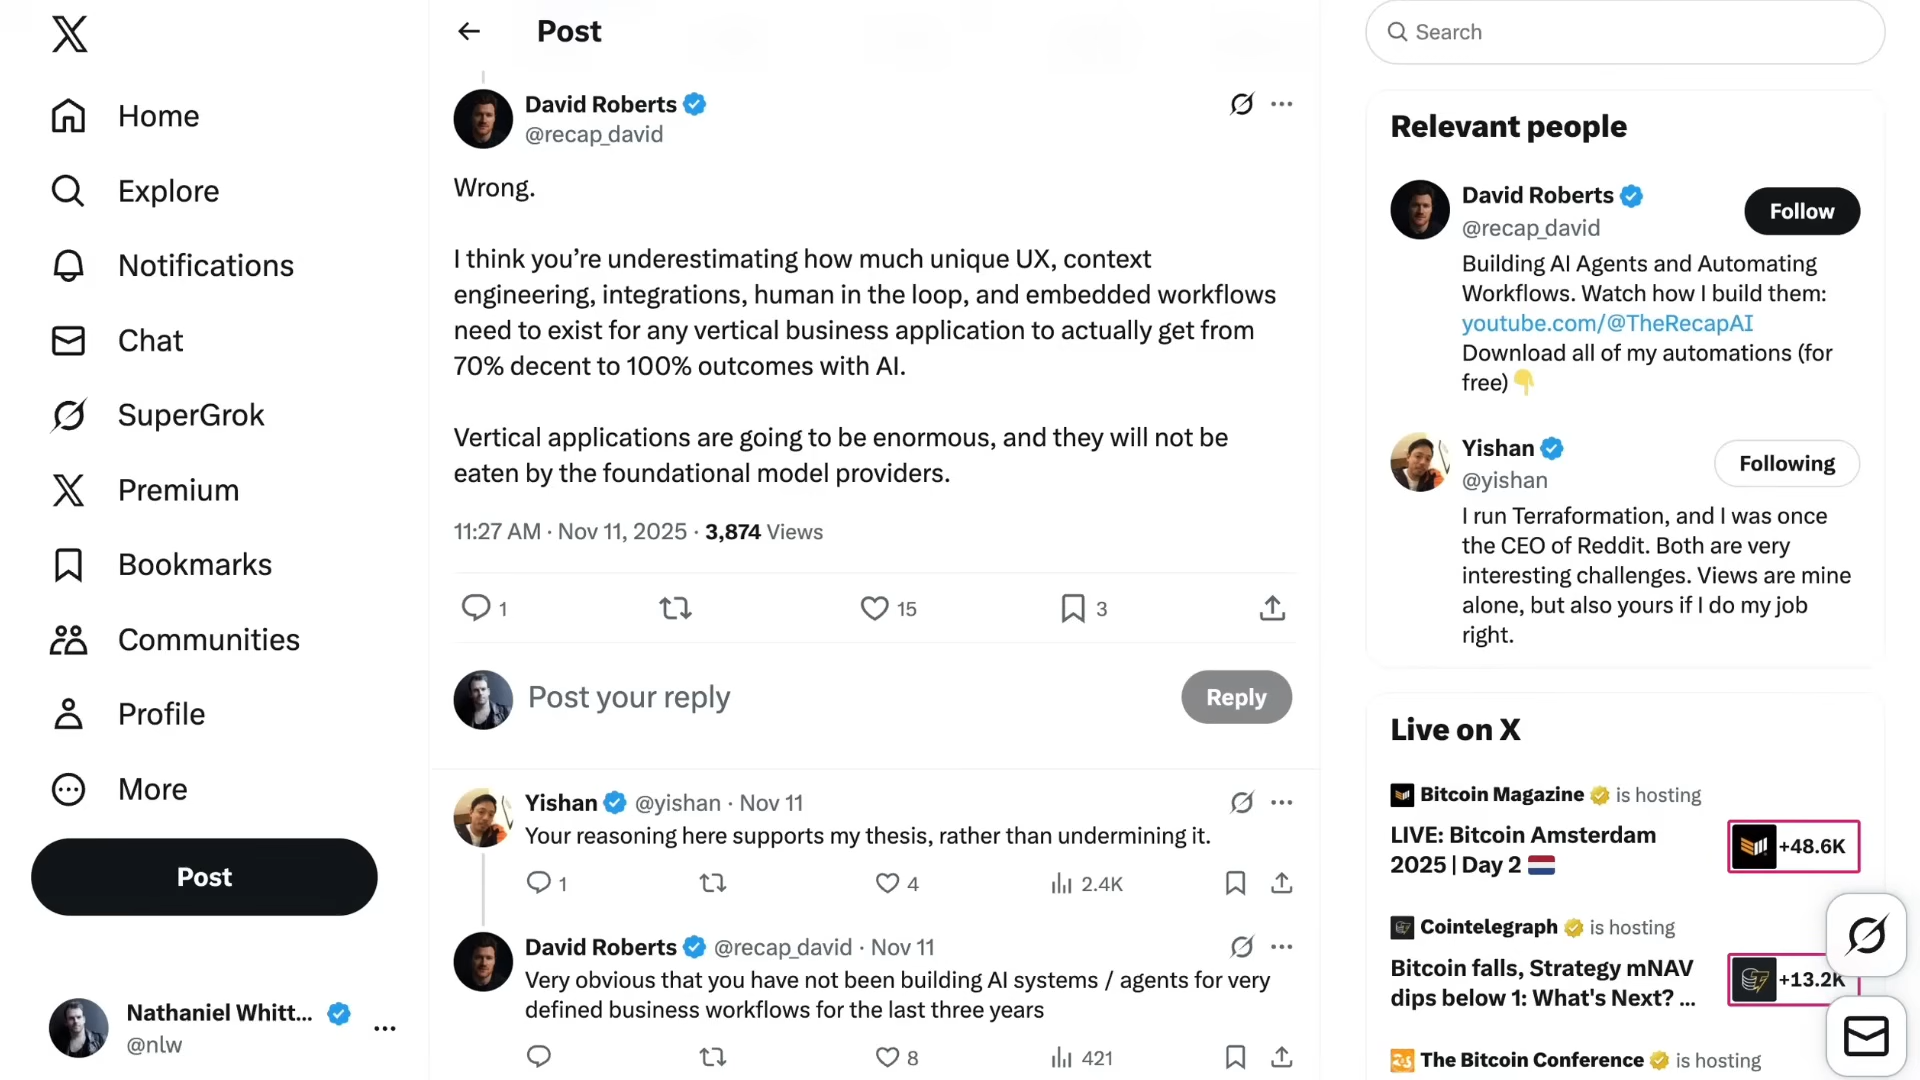 Home
Explore
Notifications
Chat
SuperGrok
Premium
Bookmarks
Communities
Profile
More
Post
Nathaniel Whitt...
@nlw
Post
David Roberts
@recap_david
Wrong.
I think you’re underestimating how much unique UX, context
engineering, integrations, human in the loop, and embedded workflows
need to exist for any vertical business application to actually get from
70% decent to 100% outcomes with AI.
Vertical applications are going to be enormous, and they will not be
eaten by the foundational model providers.
11:27 AM · Nov 11, 2025 · 3,874 Views
1
15
3
Post your reply
Reply
Yishan @yishan · Nov 11
Your reasoning here supports my thesis, rather than undermining it.
1
4
2.4K
David Roberts @recap_david · Nov 11
Very obvious that you have not been building AI systems / agents for very
defined business workflows for the last three years
8
421
Search
Relevant people
David Roberts
@recap_david
Follow
Building AI Agents and Automating
Workflows. Watch how I build them:
youtube.com/@TheRecapAI
Download all of my automations (for
free)👇
Yishan
@yishan
Following
I run Terraformation, and I was once
the CEO of Reddit. Both are very
interesting challenges. Views are mine
alone, but also yours if I do my job
right.
Live on X
Bitcoin Magazine is hosting
LIVE: Bitcoin Amsterdam
2025 | Day 2 🇳🇱
+48.6K
Cointelegraph is hosting
Bitcoin falls, Strategy mNAV
dips below 1: What's Next? ...
+13.2K
The Bitcoin Conference is hosting